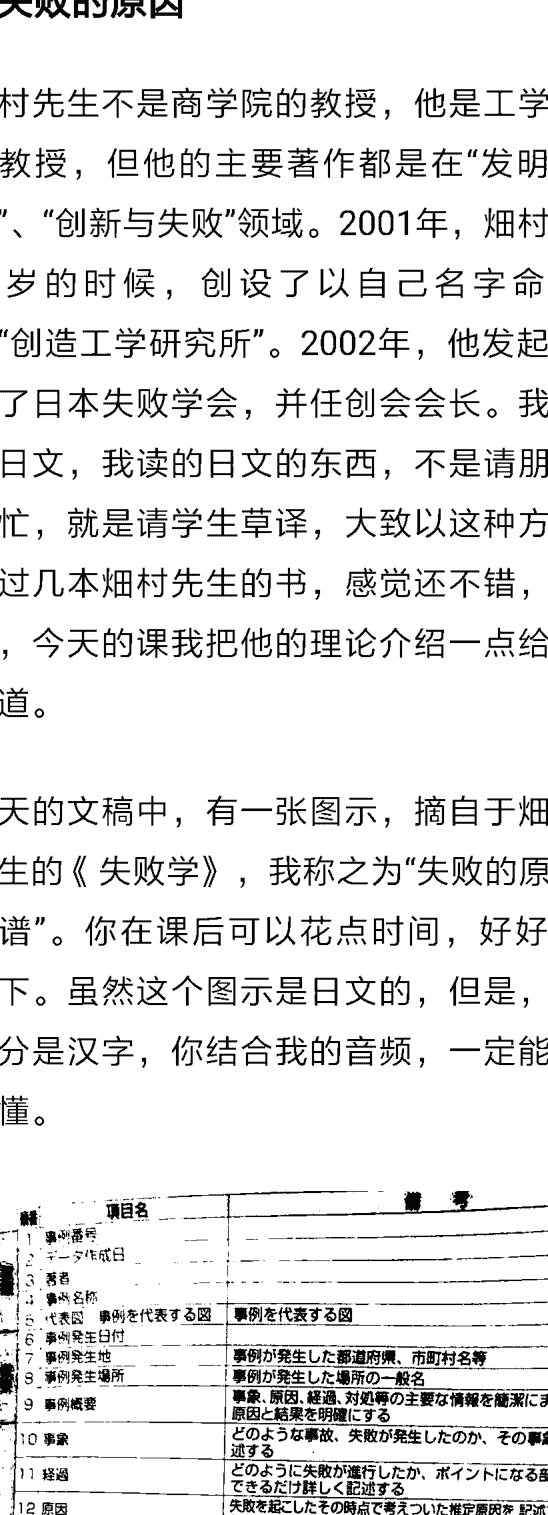 失败的原因
村先生不是商学院的教授，他是工学
教授，但他的主要著作都是在“发明
”、“创新与失败”领域。2001年，畑村
岁的时候，创设了以自己名字命
“创造工学研究所”。2002年，他发起
了日本失败学会，并任创会会长。我
日文，我读的日文的东西，不是请朋
忙，就是请学生草译，大致以这种方
过几本畑村先生的书，感觉还不错，
，今天的课我把他的理论介绍一点给
道。
天的文稿中，有一张图示，摘自于畑
生的《 失败学》，我称之为“失败的原
谱”。你在课后可以花点时间，好好
下。虽然这个图示是日文的，但是，
分是汉字，你结合我的音频，一定能
懂。
項目名 備 考
1 事例番号
2 データ作成日
3 著者
4 事例名称
5 代表図 事例を代表する図 事例を代表する図
6 事例発生日付
7 事例発生地 事例が発生した都道府県、市町村名等
8 事例発生場所 事例が発生した場所の一般名
9 事例概要 事象、原因、経過、対処等の主要な情報を簡潔にま
原因と結果を明確にする
10 事象 どのような事故、失敗が発生したのか、その事象
述する
11 経過 どのように失敗が進行したか、ポイントになる部
できるだけ詳しく記述する
12 原因 失敗を起こしたその時点で考えついた推定原因を 記述